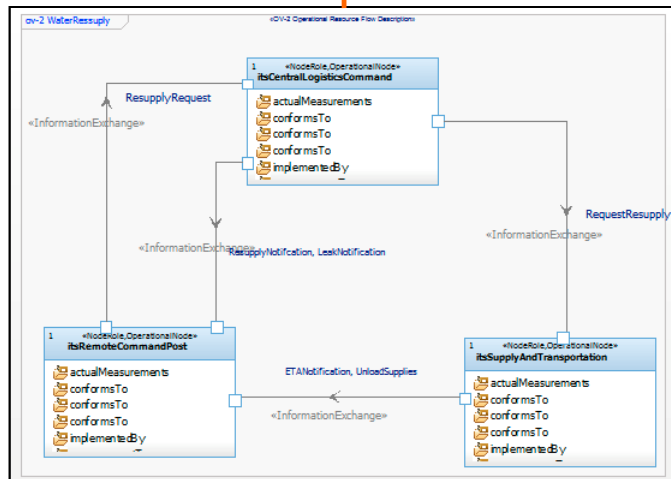 ov-2 WaterRessuply
«OV-2 Operational Resource Flow Description»
1 «NodeRole,OperationalNode»
itsCentralLogisticsCommand
actualMeasurements
conformsTo
conformsTo
conformsTo
implementedBy
ResupplyRequest
«InformationExchange»
RequestResupply
«InformationExchange»
«InformationExchange»
ResupplyNotifcation, LeakNotification
1 «NodeRole,OperationalNode»
itsRemoteCommandPost
actualMeasurements
conformsTo
conformsTo
conformsTo
implementedBy
ETANotification, UnloadSupplies
«InformationExchange»
1 «NodeRole,OperationalNode»
itsSupplyAndTransportation
actualMeasurements
conformsTo
conformsTo
conformsTo
implementedBy